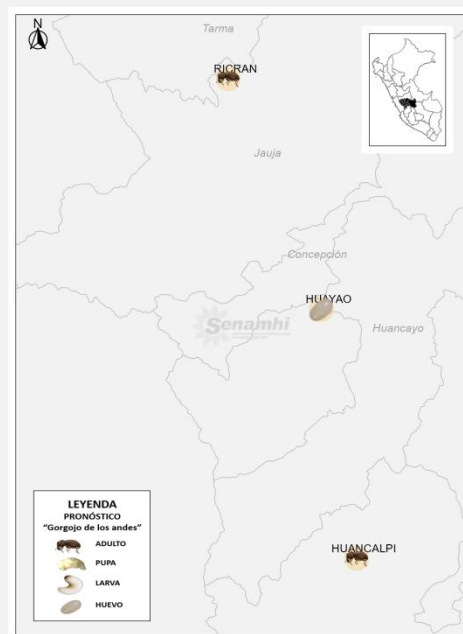 N
Tarma
RICRAN
Jauja
Concepción
HUAYAO
Senamhi
Huancayo
HUANCALPI
LEYENDA
PRONÓSTICO
"Gorgojo de los andes"
ADULTO
PUPA
LARVA
HUEVO